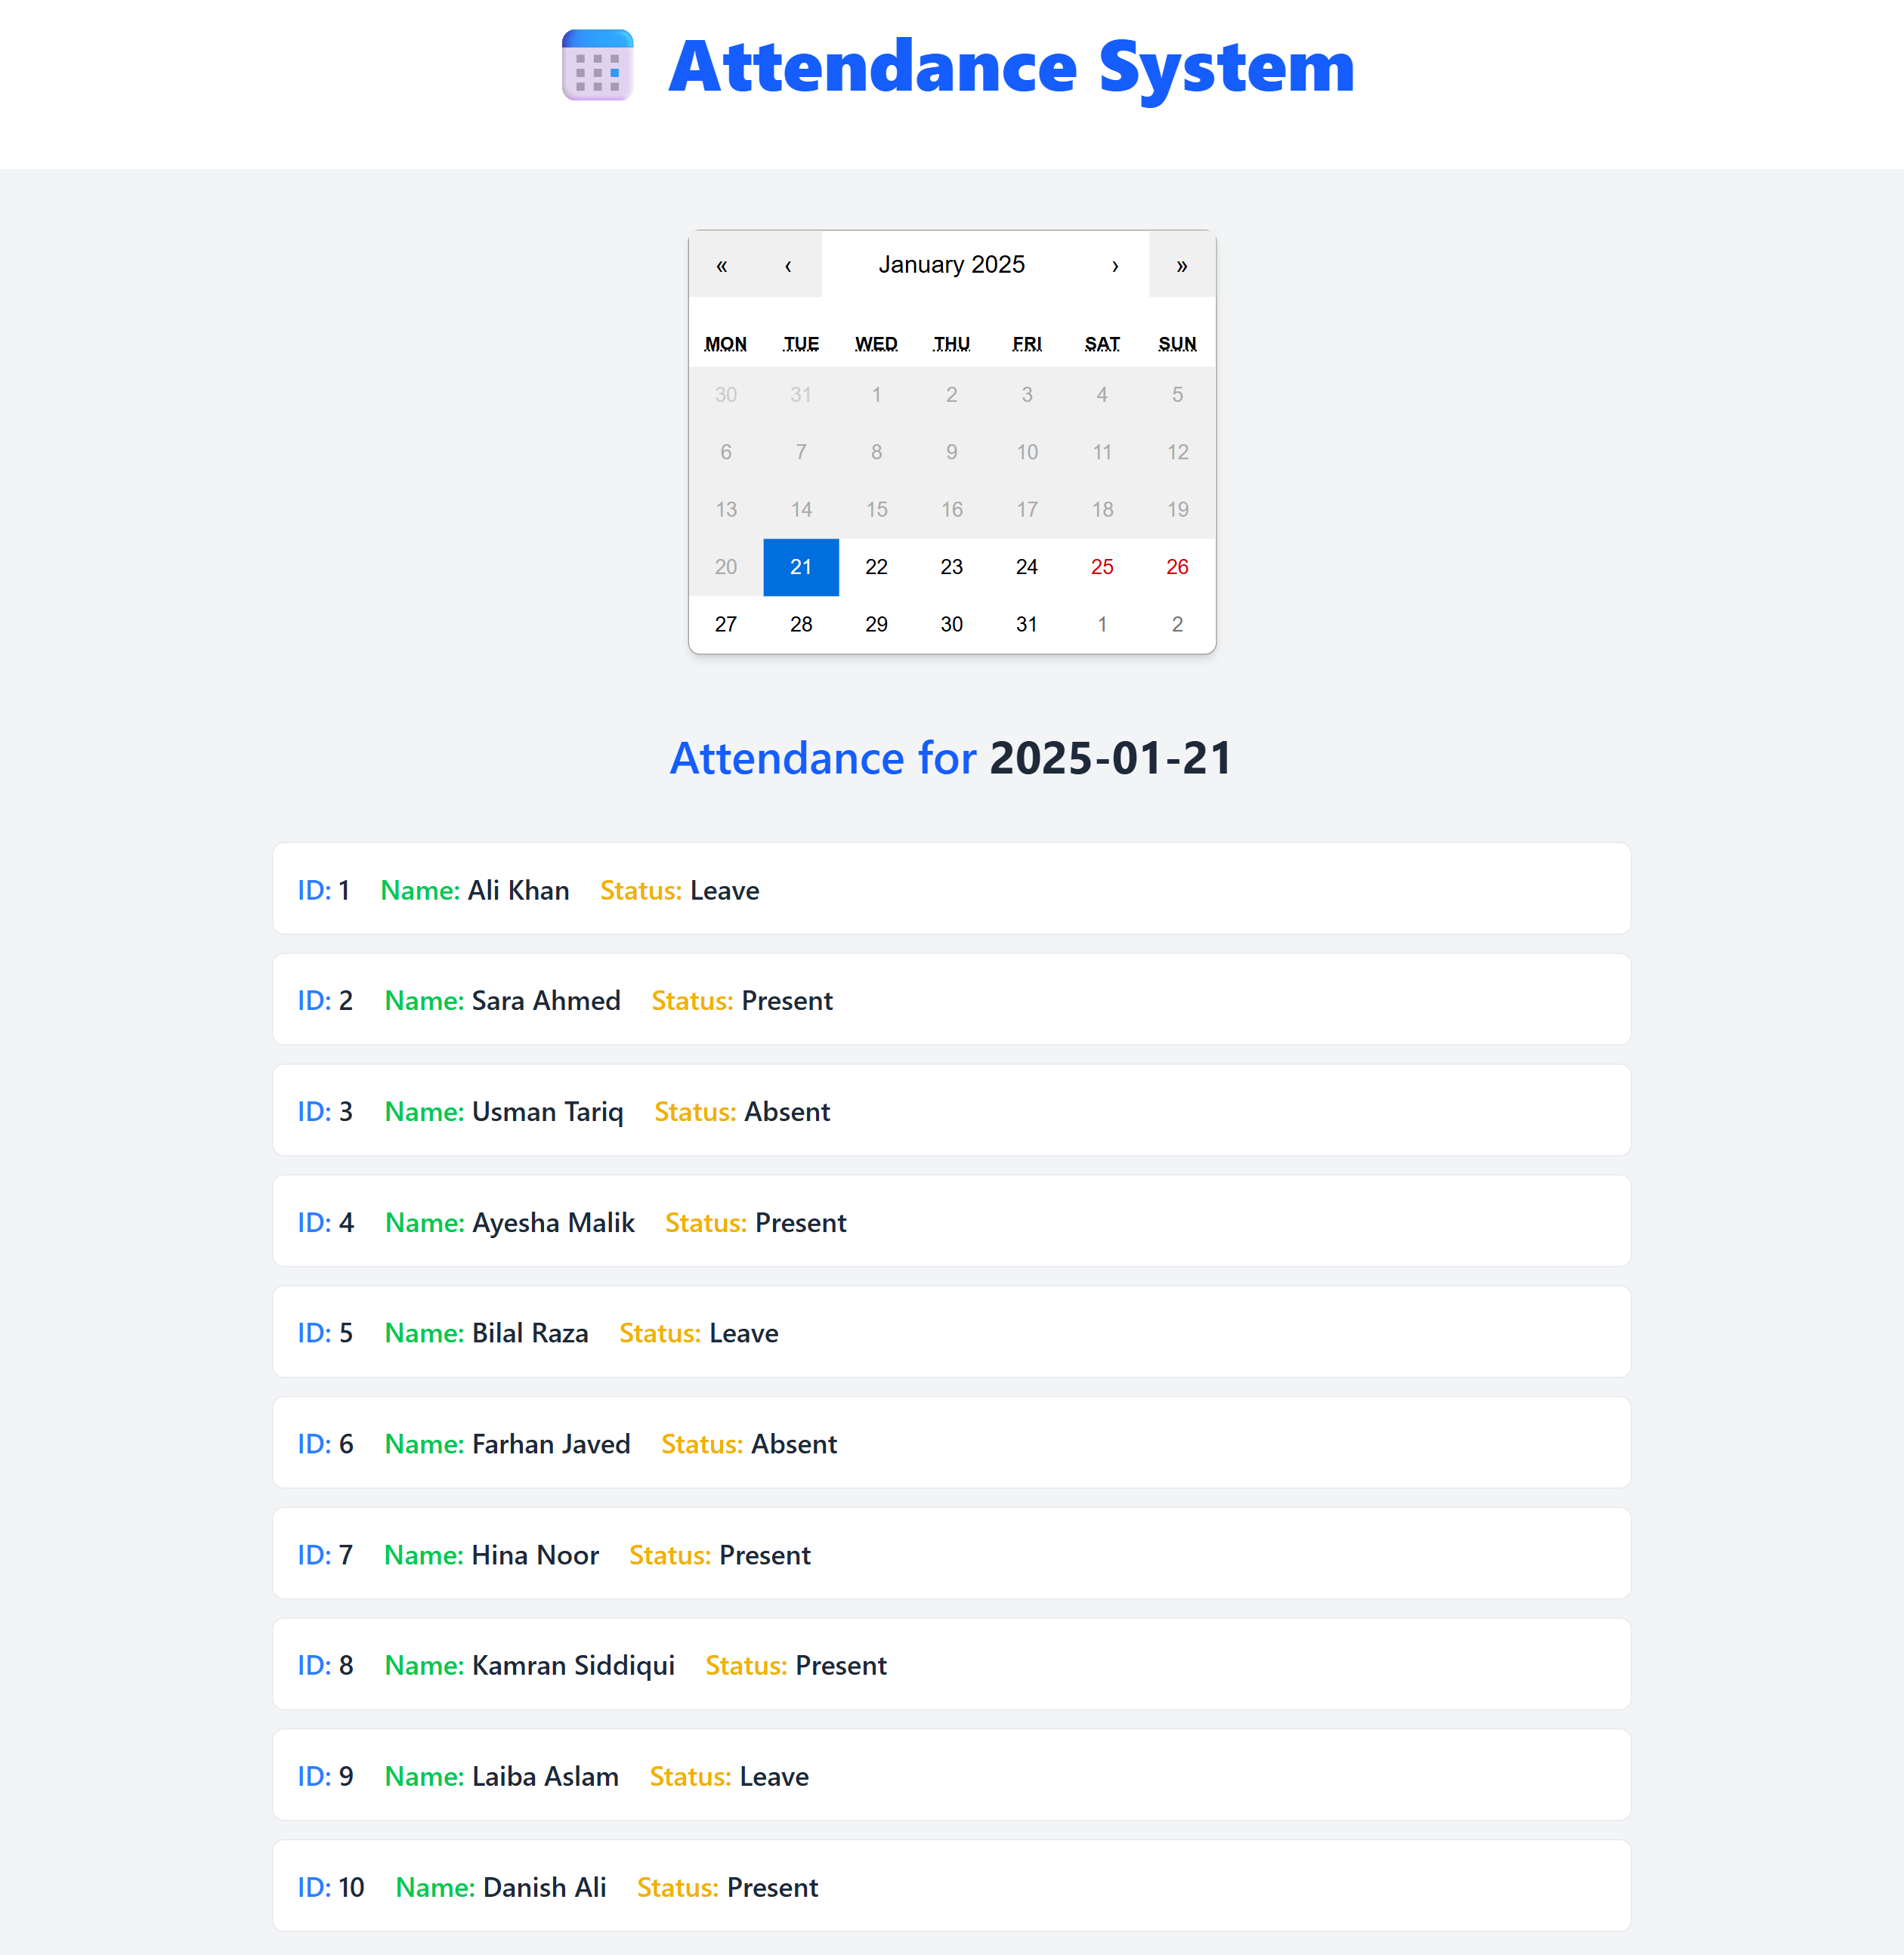 Attendance System
« ‹ January 2025 › »
MON TUE WED THU FRI SAT SUN
30 31 1 2 3 4 5
6 7 8 9 10 11 12
13 14 15 16 17 18 19
20 21 22 23 24 25 26
27 28 29 30 31 1 2
Attendance for 2025-01-21
ID: 1 Name: Ali Khan Status: Leave
ID: 2 Name: Sara Ahmed Status: Present
ID: 3 Name: Usman Tariq Status: Absent
ID: 4 Name: Ayesha Malik Status: Present
ID: 5 Name: Bilal Raza Status: Leave
ID: 6 Name: Farhan Javed Status: Absent
ID: 7 Name: Hina Noor Status: Present
ID: 8 Name: Kamran Siddiqui Status: Present
ID: 9 Name: Laiba Aslam Status: Leave
ID: 10 Name: Danish Ali Status: Present